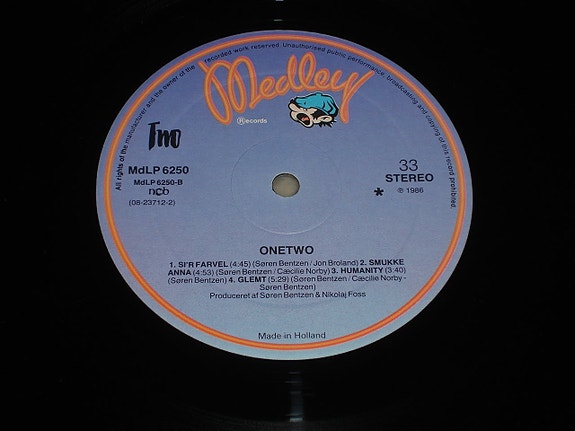 All rights of the manufacturer and the owner of the recorded work reserved. Unauthorised public performance, broadcasting and copying of this record prohibited.
Medley
Records
Two
MdLP 6250
MdLP 6250-B
ncb
(08-23712-2)
33
STEREO
* ℗ 1986
ONETWO
1. SI'R FARVEL (4:45) (Søren Bentzen / Jon Broland) 2. SMUKKE
ANNA (4:53) (Søren Bentzen / Cæcilie Norby) 3. HUMANITY (3:40)
(Søren Bentzen) 4. GLEMT (5:29) (Søren Bentzen / Cæcilie Norby -
Søren Bentzen)
Produceret af Søren Bentzen & Nikolaj Foss
Made in Holland